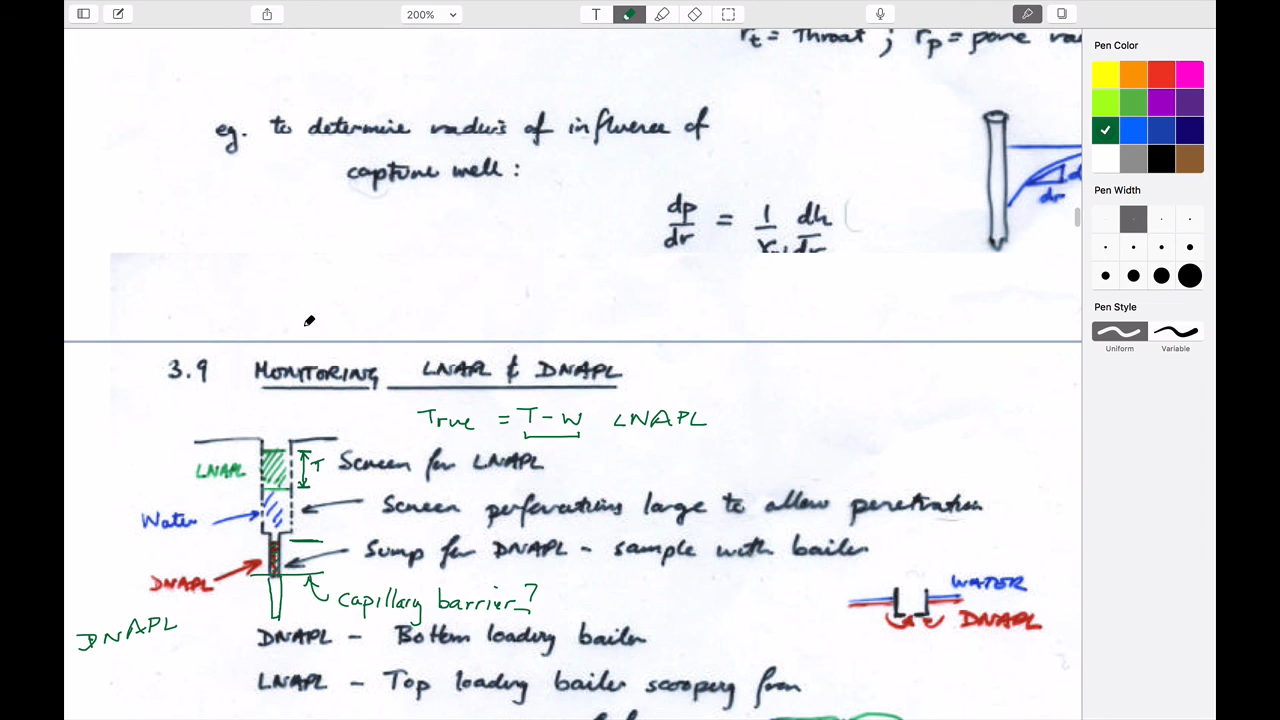 200%
T
Pen Color
rt = Throat ; rp = pore
eg. to determine radius of influence of
capture well :
dp/dr = 1/ dh/dr
dr
Pen Width
Pen Style
Uniform
Variable
3.9 MONITORING LNAPL & DNAPL
True = T - W LNAPL
LNAPL
T
Screen for LNAPL
Water
Screen perforations large to allow penetration
DNAPL
Sump for DNAPL - sample with bailer
capillary barrier?
WATER
DNAPL
DNAPL
DNAPL - Bottom loading bailer
LNAPL - Top loading bailer scooping from